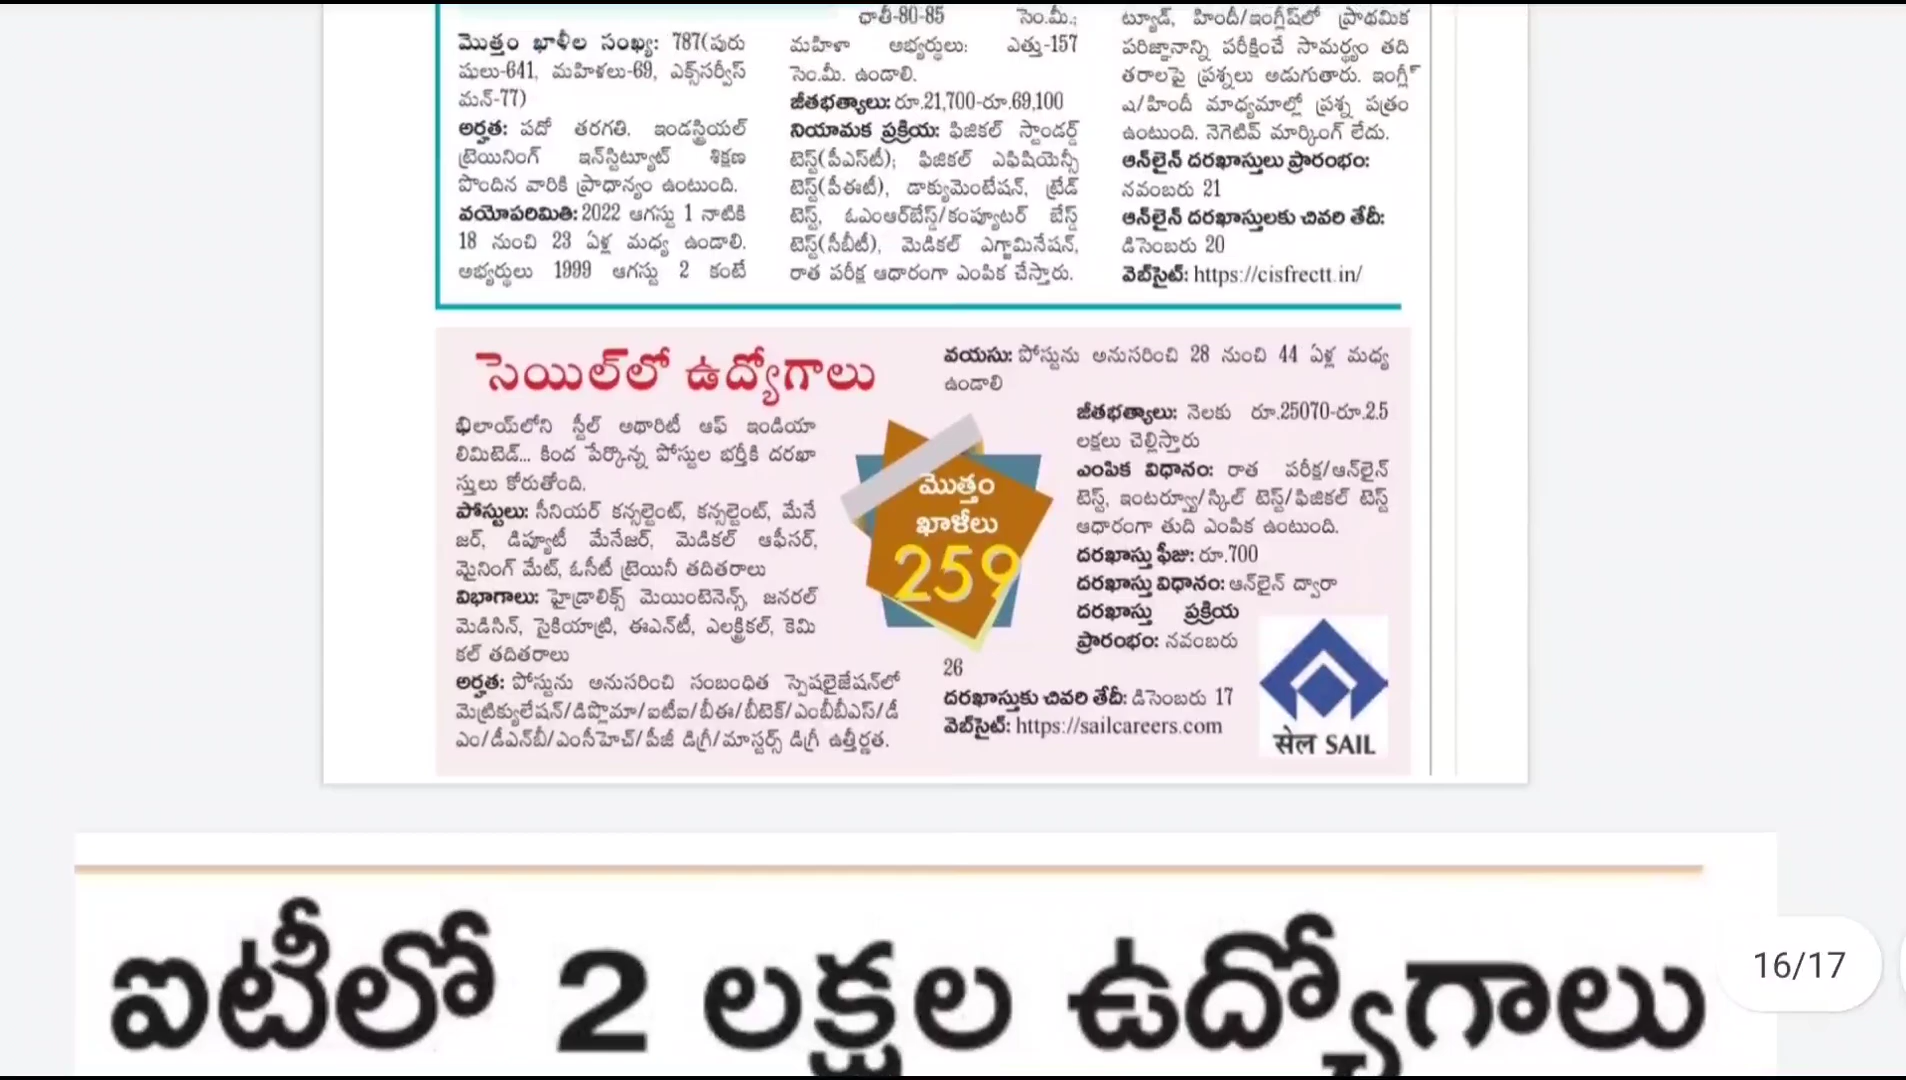 మొత్తం ఖాళీల సంఖ్య: 787(పురు
షులు-641, మహిళలు-69, ఎక్స్‌సర్వీస్
మన్-77)
అర్హత: పదో తరగతి. ఇండస్ట్రియల్
ట్రెయినింగ్ ఇన్‌స్టిట్యూట్ శిక్షణ
పొందిన వారికి ప్రాధాన్యం ఉంటుంది.
వయోపరిమితి: 2022 ఆగస్టు 1 నాటికి
18 నుంచి 23 ఏళ్ల మధ్య ఉండాలి.
అభ్యర్థులు 1999 ఆగస్టు 2 కంటే
ఛాతీ-80-85 సెం.మీ.;
మహిళా అభ్యర్థులు: ఎత్తు-157
సెం.మీ. ఉండాలి.
జీతభత్యాలు: రూ.21,700-రూ.69,100
నియామక ప్రక్రియ: ఫిజికల్ స్టాండర్డ్
టెస్ట్(పీఎస్‌టీ); ఫిజికల్ ఎఫిషియెన్సీ
టెస్ట్(పీఈటీ), డాక్యుమెంటేషన్, ట్రేడ్
టెస్ట్, ఓఎంఆర్‌బేస్డ్/కంప్యూటర్ బేస్డ్
టెస్ట్(సీబీటీ), మెడికల్ ఎగ్జామినేషన్,
రాత పరీక్ష ఆధారంగా ఎంపిక చేస్తారు.
ట్యూడ్, హిందీ/ఇంగ్లీష్‌లో ప్రాథమిక
పరిజ్ఞానాన్ని పరీక్షించే సామర్థ్యం తది
తరాలపై ప్రశ్నలు అడుగుతారు. ఇంగ్లీ
ష/హిందీ మాధ్యమాల్లో ప్రశ్న పత్రం
ఉంటుంది. నెగెటివ్ మార్కింగ్ లేదు.
ఆన్‌లైన్ దరఖాస్తులు ప్రారంభం:
నవంబరు 21
ఆన్‌లైన్ దరఖాస్తులకు చివరి తేదీ:
డిసెంబరు 20
వెబ్‌సైట్: https://cisfrectt.in/
సెయిల్‌లో ఉద్యోగాలు
భిలాయ్‌లోని స్టీల్ అథారిటీ ఆఫ్ ఇండియా
లిమిటెడ్... కింద పేర్కొన్న పోస్టుల భర్తీకి దరఖా
స్తులు కోరుతోంది.
పోస్టులు: సీనియర్ కన్సల్టెంట్, కన్సల్టెంట్, మేనే
జర్, డిప్యూటీ మేనేజర్, మెడికల్ ఆఫీసర్,
మైనింగ్ మేట్, ఓసీటీ ట్రెయినీ తదితరాలు
విభాగాలు: హైడ్రాలిక్స్ మెయింటెనెన్స్, జనరల్
మెడిసిన్, సైకియాట్రి, ఈఎన్‌టీ, ఎలక్ట్రికల్, కెమి
కల్ తదితరాలు
అర్హత: పోస్టును అనుసరించి సంబంధిత స్పెషలైజేషన్‌లో
మెట్రిక్యులేషన్/డిప్లొమా/ఐటీఐ/బీఈ/బీటెక్/ఎంబీబీఎస్/డీ
ఎం/డీఎన్‌బీ/ఎంసీహెచ్/పీజీ డిగ్రీ/మాస్టర్స్ డిగ్రీ ఉత్తీర్ణత.
మొత్తం
ఖాళీలు
259
వయసు: పోస్టును అనుసరించి 28 నుంచి 44 ఏళ్ల మధ్య
ఉండాలి
జీతభత్యాలు: నెలకు రూ.25070-రూ.2.5
లక్షలు చెల్లిస్తారు
ఎంపిక విధానం: రాత పరీక్ష/ఆన్‌లైన్
టెస్ట్, ఇంటర్వ్యూ/స్కిల్ టెస్ట్/ఫిజికల్ టెస్ట్
ఆధారంగా తుది ఎంపిక ఉంటుంది.
దరఖాస్తు ఫీజు: రూ.700
దరఖాస్తు విధానం: ఆన్‌లైన్ ద్వారా
దరఖాస్తు ప్రక్రియ
ప్రారంభం: నవంబరు
26
దరఖాస్తుకు చివరి తేదీ: డిసెంబరు 17
వెబ్‌సైట్: https://sailcareers.com
सेल SAIL
ఐటీలో 2 లక్షల ఉద్యోగాలు
16/17